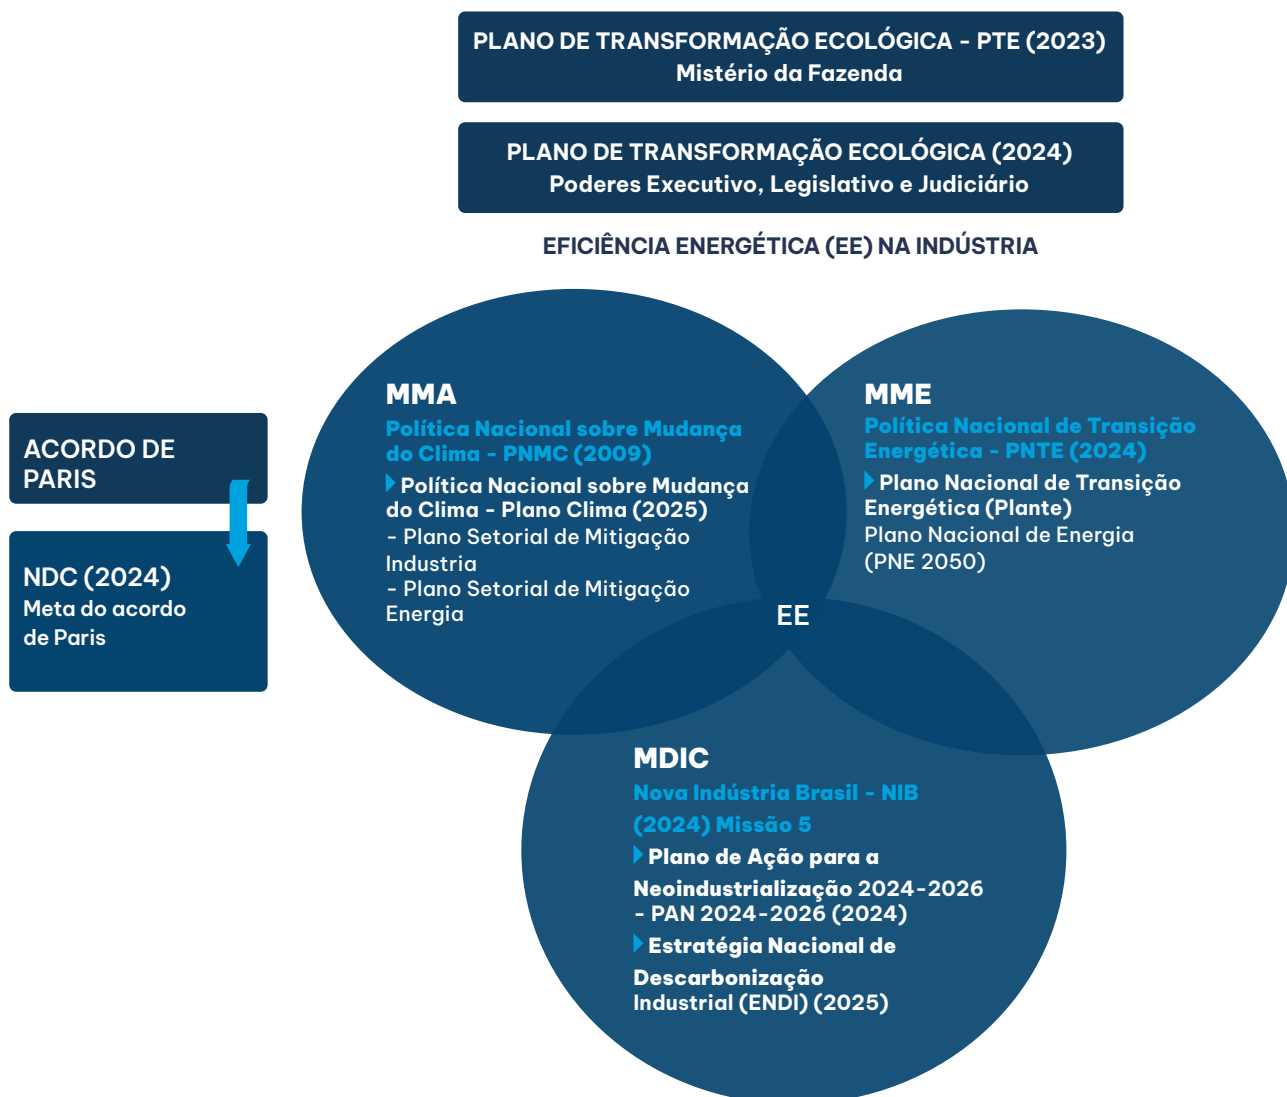 PLANO DE TRANSFORMAÇÃO ECOLÓGICA - PTE (2023)
Mistério da Fazenda
PLANO DE TRANSFORMAÇÃO ECOLÓGICA (2024)
Poderes Executivo, Legislativo e Judiciário
EFICIÊNCIA ENERGÉTICA (EE) NA INDÚSTRIA
ACORDO DE
PARIS
NDC (2024)
Meta do acordo
de Paris
MMA
Política Nacional sobre Mudança
do Clima - PNMC (2009)
Política Nacional sobre Mudança
do Clima - Plano Clima (2025)
- Plano Setorial de Mitigação
Industria
- Plano Setorial de Mitigação
Energia
MME
Política Nacional de Transição
Energética - PNTE (2024)
Plano Nacional de Transição
Energética (Plante)
Plano Nacional de Energia
(PNE 2050)
EE
MDIC
Nova Indústria Brasil - NIB
(2024) Missão 5
Plano de Ação para a
Neoindustrialização 2024-2026
- PAN 2024-2026 (2024)
Estratégia Nacional de
Descarbonização
Industrial (ENDI) (2025)